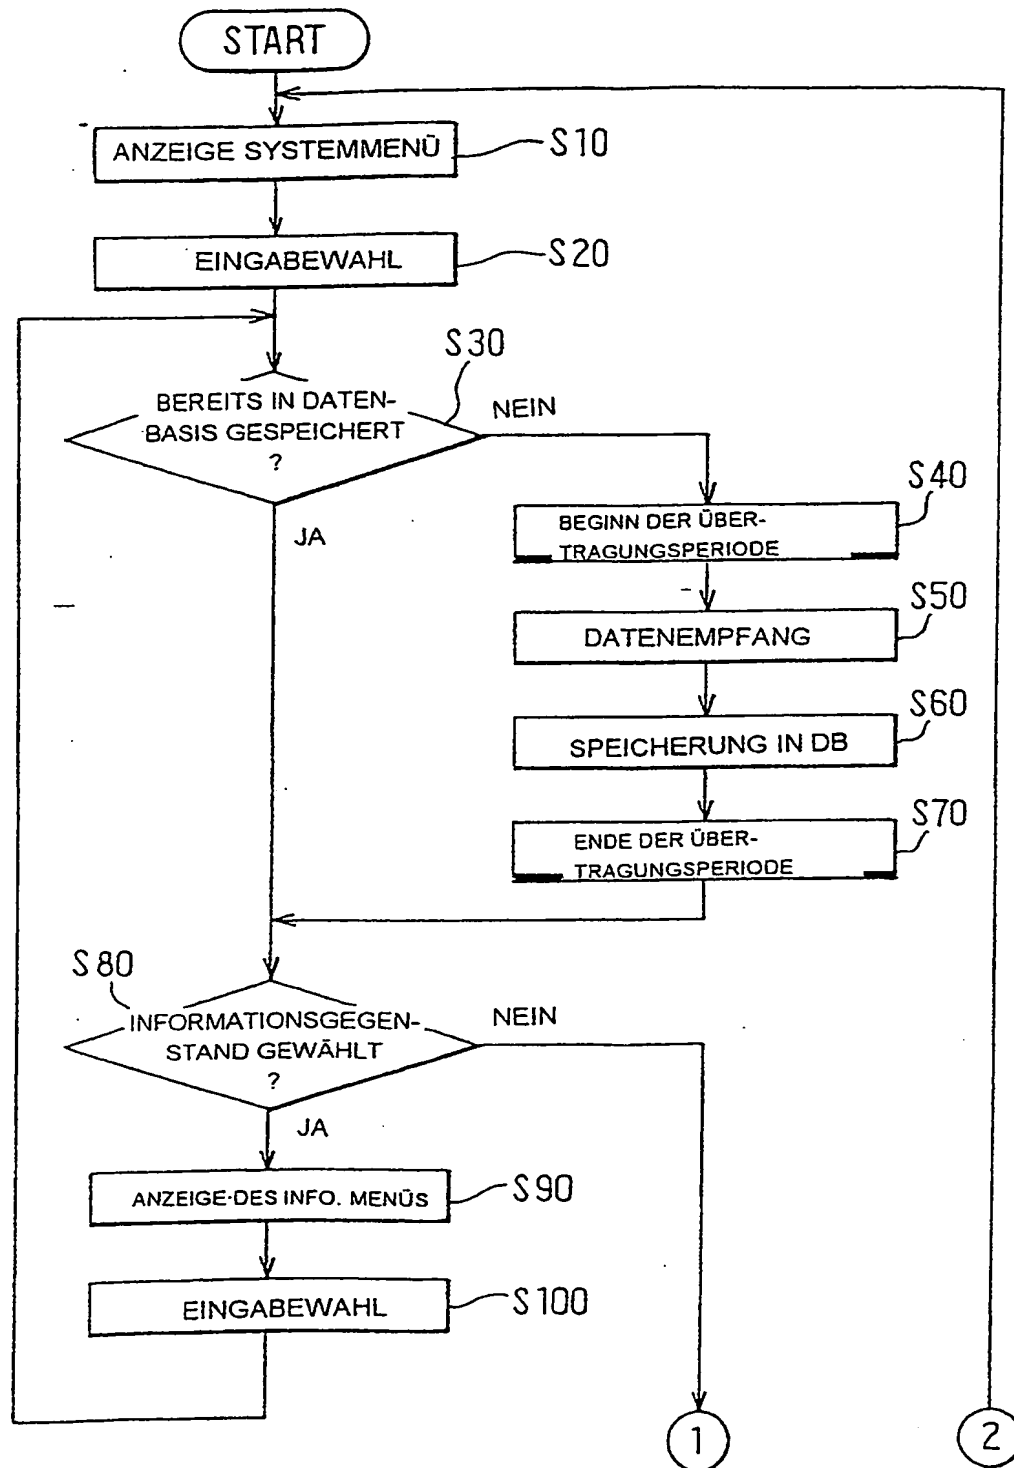 START
ANZEIGE SYSTEMMENÜ
S10
EINGABEWAHL
S20
S30
BEREITS IN DATEN-
BASIS GESPEICHERT
?
NEIN
JA
S40
BEGINN DER ÜBER-
TRAGUNGSPERIODE
S50
DATENEMPFANG
S60
SPEICHERUNG IN DB
S70
ENDE DER ÜBER-
TRAGUNGSPERIODE
S80
INFORMATIONSGEGEN-
STAND GEWÄHLT
?
NEIN
JA
ANZEIGE DES INFO. MENÜS
S90
EINGABEWAHL
S100
1
2